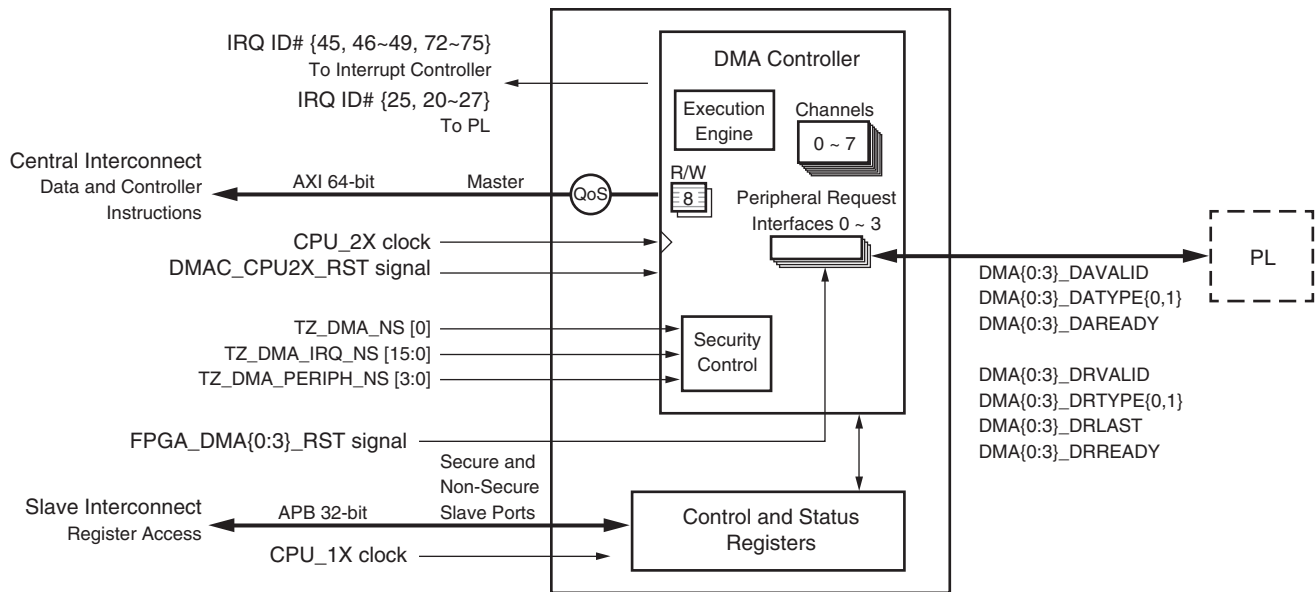 IRQ ID# {45, 46~49, 72~75}
To Interrupt Controller
IRQ ID# {25, 20~27}
To PL
DMA Controller
Execution
Engine
Channels
0 ~ 7
Central Interconnect
Data and Controller
Instructions
AXI 64-bit
Master
QoS
R/W
8
Peripheral Request
Interfaces 0 ~ 3
CPU_2X clock
DMAC_CPU2X_RST signal
PL
DMA{0:3}_DAVALID
DMA{0:3}_DATYPE{0,1}
DMA{0:3}_DAREADY
TZ_DMA_NS [0]
TZ_DMA_IRQ_NS [15:0]
TZ_DMA_PERIPH_NS [3:0]
Security
Control
DMA{0:3}_DRVALID
DMA{0:3}_DRTYPE{0,1}
DMA{0:3}_DRLAST
DMA{0:3}_DRREADY
FPGA_DMA{0:3}_RST signal
Secure and
Non-Secure
Slave Ports
Slave Interconnect
Register Access
APB 32-bit
Control and Status
Registers
CPU_1X clock